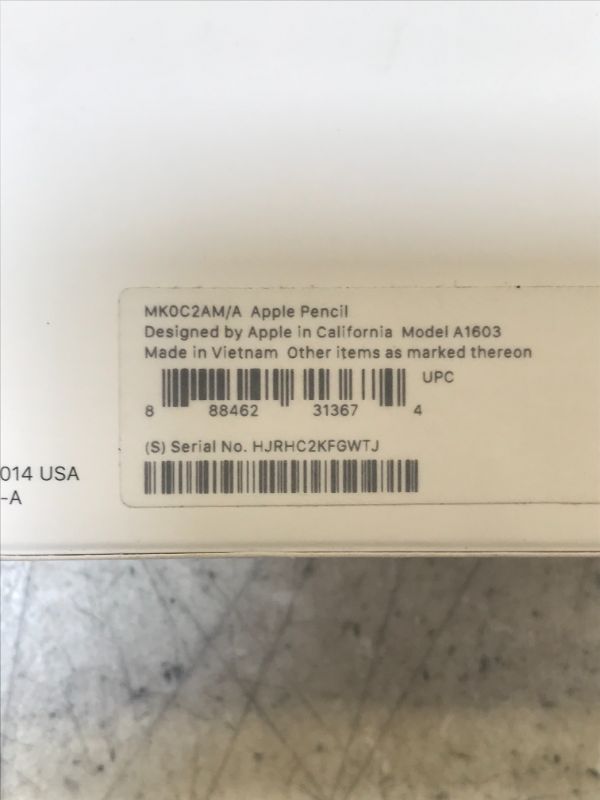 MK0C2AM/A Apple Pencil
Designed by Apple in California Model A1603
Made in Vietnam Other items as marked thereon
UPC
8 88462 31367 4
(S) Serial No. HJRHC2KFGWTJ
014 USA
-A